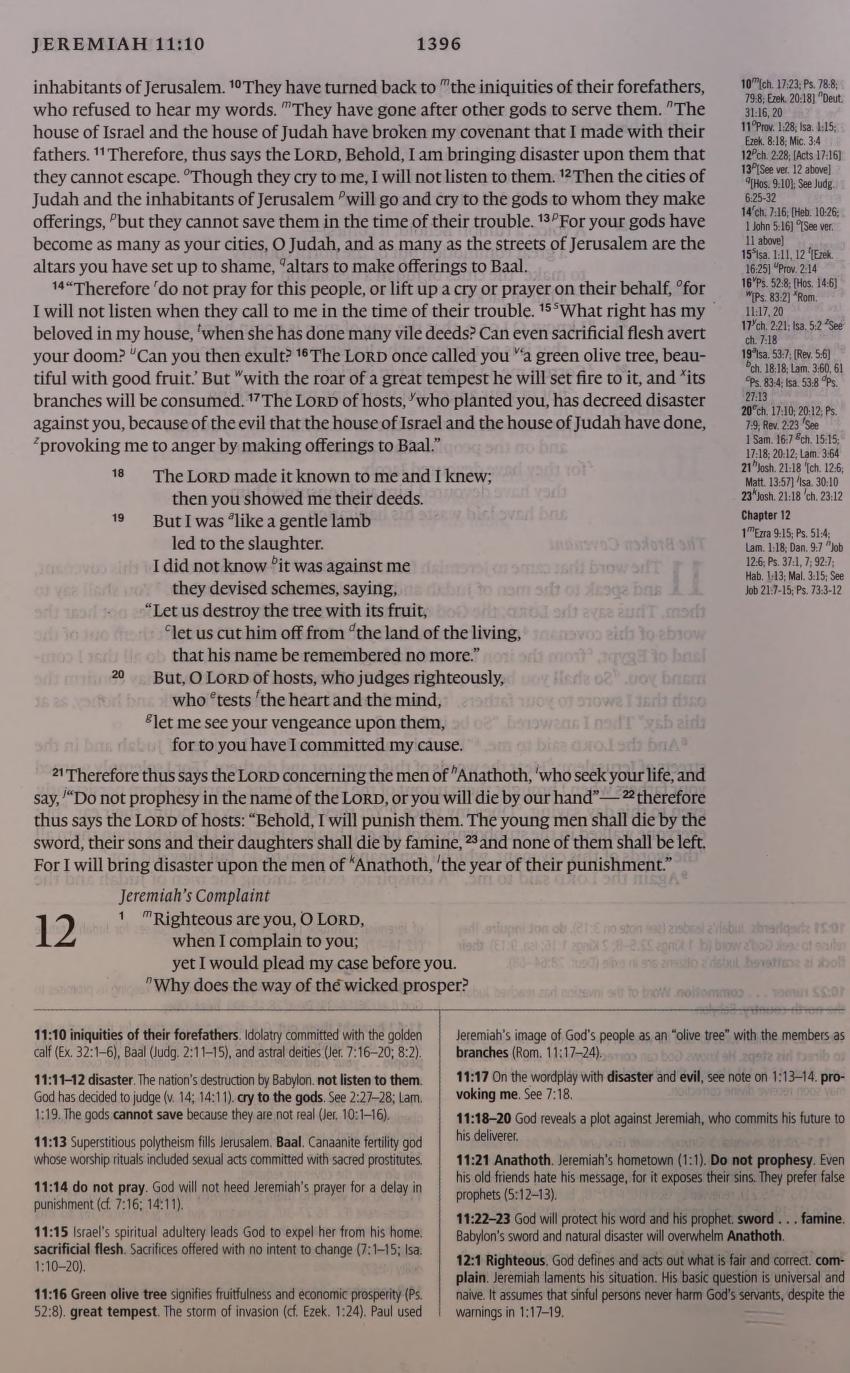 JEREMIAH 11:10
1396
inhabitants of Jerusalem. ¹⁰They have turned back to ᵐthe iniquities of their forefathers,
who refused to hear my words. ᵐThey have gone after other gods to serve them. ⁿThe
house of Israel and the house of Judah have broken my covenant that I made with their
fathers. ¹¹Therefore, thus says the LORD, Behold, I am bringing disaster upon them that
they cannot escape. ᵒThough they cry to me, I will not listen to them. ¹²Then the cities of
Judah and the inhabitants of Jerusalem ᵖwill go and cry to the gods to whom they make
offerings, ᵖbut they cannot save them in the time of their trouble. ¹³ᵖFor your gods have
become as many as your cities, O Judah, and as many as the streets of Jerusalem are the
altars you have set up to shame, qaltars to make offerings to Baal.
¹⁴“Therefore ʳdo not pray for this people, or lift up a cry or prayer on their behalf, ᵒfor
I will not listen when they call to me in the time of their trouble. ¹⁵ˢWhat right has my
beloved in my house, ᵗwhen she has done many vile deeds? Can even sacrificial flesh avert
your doom? ᵘCan you then exult? ¹⁶The LORD once called you ᵛ‘a green olive tree, beau-
tiful with good fruit.’ But ʷwith the roar of a great tempest he will set fire to it, and ˣits
branches will be consumed. ¹⁷The LORD of hosts, ʸwho planted you, has decreed disaster
against you, because of the evil that the house of Israel and the house of Judah have done,
ᶻprovoking me to anger by making offerings to Baal.”
18 The LORD made it known to me and I knew;
then you showed me their deeds.
19 But I was ᵃlike a gentle lamb
led to the slaughter.
I did not know ᵇit was against me
they devised schemes, saying,
“Let us destroy the tree with its fruit,
ᶜlet us cut him off from ᵈthe land of the living,
that his name be remembered no more.”
20 But, O LORD of hosts, who judges righteously,
who ᵉtests ᶠthe heart and the mind,
ᵍlet me see your vengeance upon them,
for to you have I committed my cause.
²¹Therefore thus says the LORD concerning the men of ʰAnathoth, ⁱwho seek your life, and
say, ʲ“Do not prophesy in the name of the LORD, or you will die by our hand”—²²therefore
thus says the LORD of hosts: “Behold, I will punish them. The young men shall die by the
sword, their sons and their daughters shall die by famine, ²³and none of them shall be left.
For I will bring disaster upon the men of ᵏAnathoth, ˡthe year of their punishment.”
Jeremiah’s Complaint
12 1 ᵐRighteous are you, O LORD,
when I complain to you;
yet I would plead my case before you.
ⁿWhy does the way of the wicked prosper?
10ᵐ[ch. 17:23; Ps. 78:8;
79:8; Ezek. 20:18] ⁿDeut.
31:16, 20
11ᵒProv. 1:28; Isa. 1:15;
Ezek. 8:18; Mic. 3:4
12ᵖch. 2:28; [Acts 17:16]
13ᵖ[See ver. 12 above]
q[Hos. 9:10]; See Judg.
6:25-32
14ʳch. 7:16; [Heb. 10:26;
1 John 5:16] ᵒ[See ver.
11 above]
15ˢIsa. 1:11, 12 ᵗ[Ezek.
16:25] ᵘProv. 2:14
16ᵛPs. 52:8; [Hos. 14:6]
ʷ[Ps. 83:2] ˣRom.
11:17, 20
17ʸch. 2:21; Isa. 5:2 ᶻSee
ch. 7:18
19ᵃIsa. 53:7; [Rev. 5:6]
ᵇch. 18:18; Lam. 3:60, 61
ᶜPs. 83:4; Isa. 53:8 ᵈPs.
27:13
20ᵉch. 17:10; 20:12; Ps.
7:9; Rev. 2:23 ᶠSee
1 Sam. 16:7 ᵍch. 15:15;
17:18; 20:12; Lam. 3:64
21ʰJosh. 21:18 ⁱ[ch. 12:6;
Matt. 13:57] ʲIsa. 30:10
23ᵏJosh. 21:18 ˡch. 23:12
Chapter 12
1ᵐEzra 9:15; Ps. 51:4;
Lam. 1:18; Dan. 9:7 ⁿJob
12:6; Ps. 37:1, 7; 92:7;
Hab. 1:13; Mal. 3:15; See
Job 21:7-15; Ps. 73:3-12
11:10 iniquities of their forefathers. Idolatry committed with the golden
calf (Ex. 32:1–6), Baal (Judg. 2:11–15), and astral deities (Jer. 7:16–20; 8:2).
11:11–12 disaster. The nation’s destruction by Babylon. not listen to them.
God has decided to judge (v. 14; 14:11). cry to the gods. See 2:27–28; Lam.
1:19. The gods cannot save because they are not real (Jer. 10:1–16).
11:13 Superstitious polytheism fills Jerusalem. Baal. Canaanite fertility god
whose worship rituals included sexual acts committed with sacred prostitutes.
11:14 do not pray. God will not heed Jeremiah’s prayer for a delay in
punishment (cf. 7:16; 14:11).
11:15 Israel’s spiritual adultery leads God to expel her from his home.
sacrificial flesh. Sacrifices offered with no intent to change (7:1–15; Isa.
1:10–20).
11:16 Green olive tree signifies fruitfulness and economic prosperity (Ps.
52:8). great tempest. The storm of invasion (cf. Ezek. 1:24). Paul used
Jeremiah’s image of God’s people as an “olive tree” with the members as
branches (Rom. 11:17–24).
11:17 On the wordplay with disaster and evil, see note on 1:13–14. pro-
voking me. See 7:18.
11:18–20 God reveals a plot against Jeremiah, who commits his future to
his deliverer.
11:21 Anathoth. Jeremiah’s hometown (1:1). Do not prophesy. Even
his old friends hate his message, for it exposes their sins. They prefer false
prophets (5:12–13).
11:22–23 God will protect his word and his prophet. sword . . . famine.
Babylon’s sword and natural disaster will overwhelm Anathoth.
12:1 Righteous. God defines and acts out what is fair and correct. com-
plain. Jeremiah laments his situation. His basic question is universal and
naive. It assumes that sinful persons never harm God’s servants, despite the
warnings in 1:17–19.